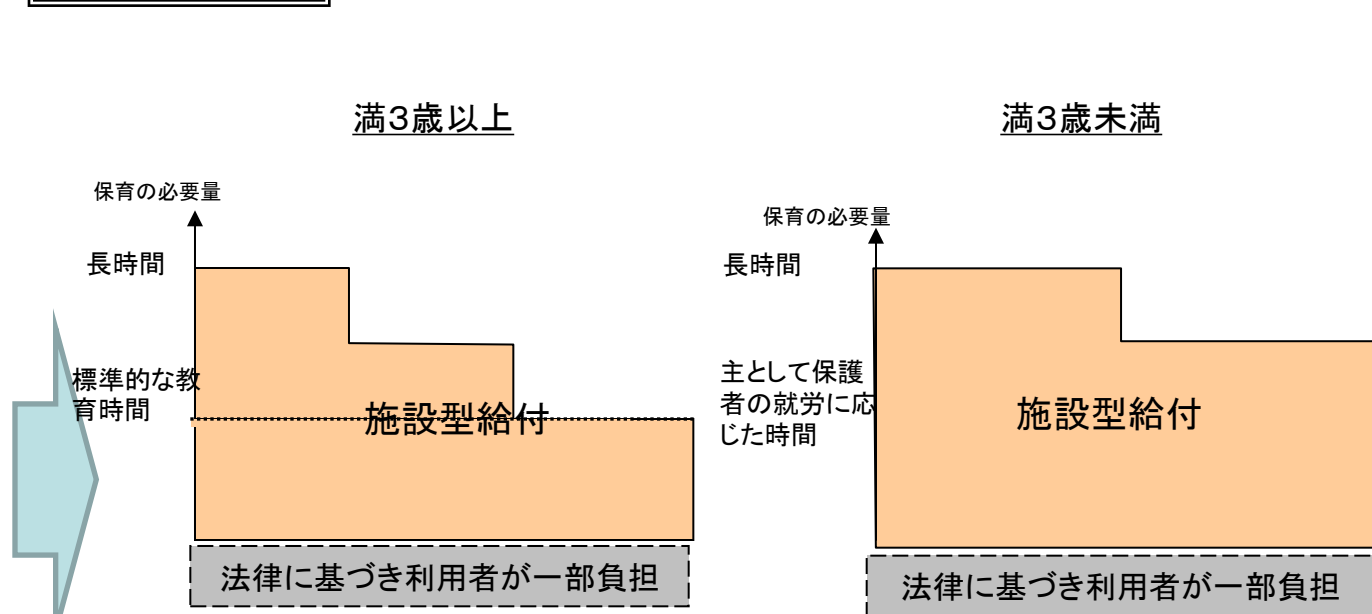 満3歳以上
保育の必要量
長時間
標準的な教
育時間
施設型給付
法律に基づき利用者が一部負担
満3歳未満
保育の必要量
長時間
主として保護
者の就労に応
じた時間
施設型給付
法律に基づき利用者が一部負担